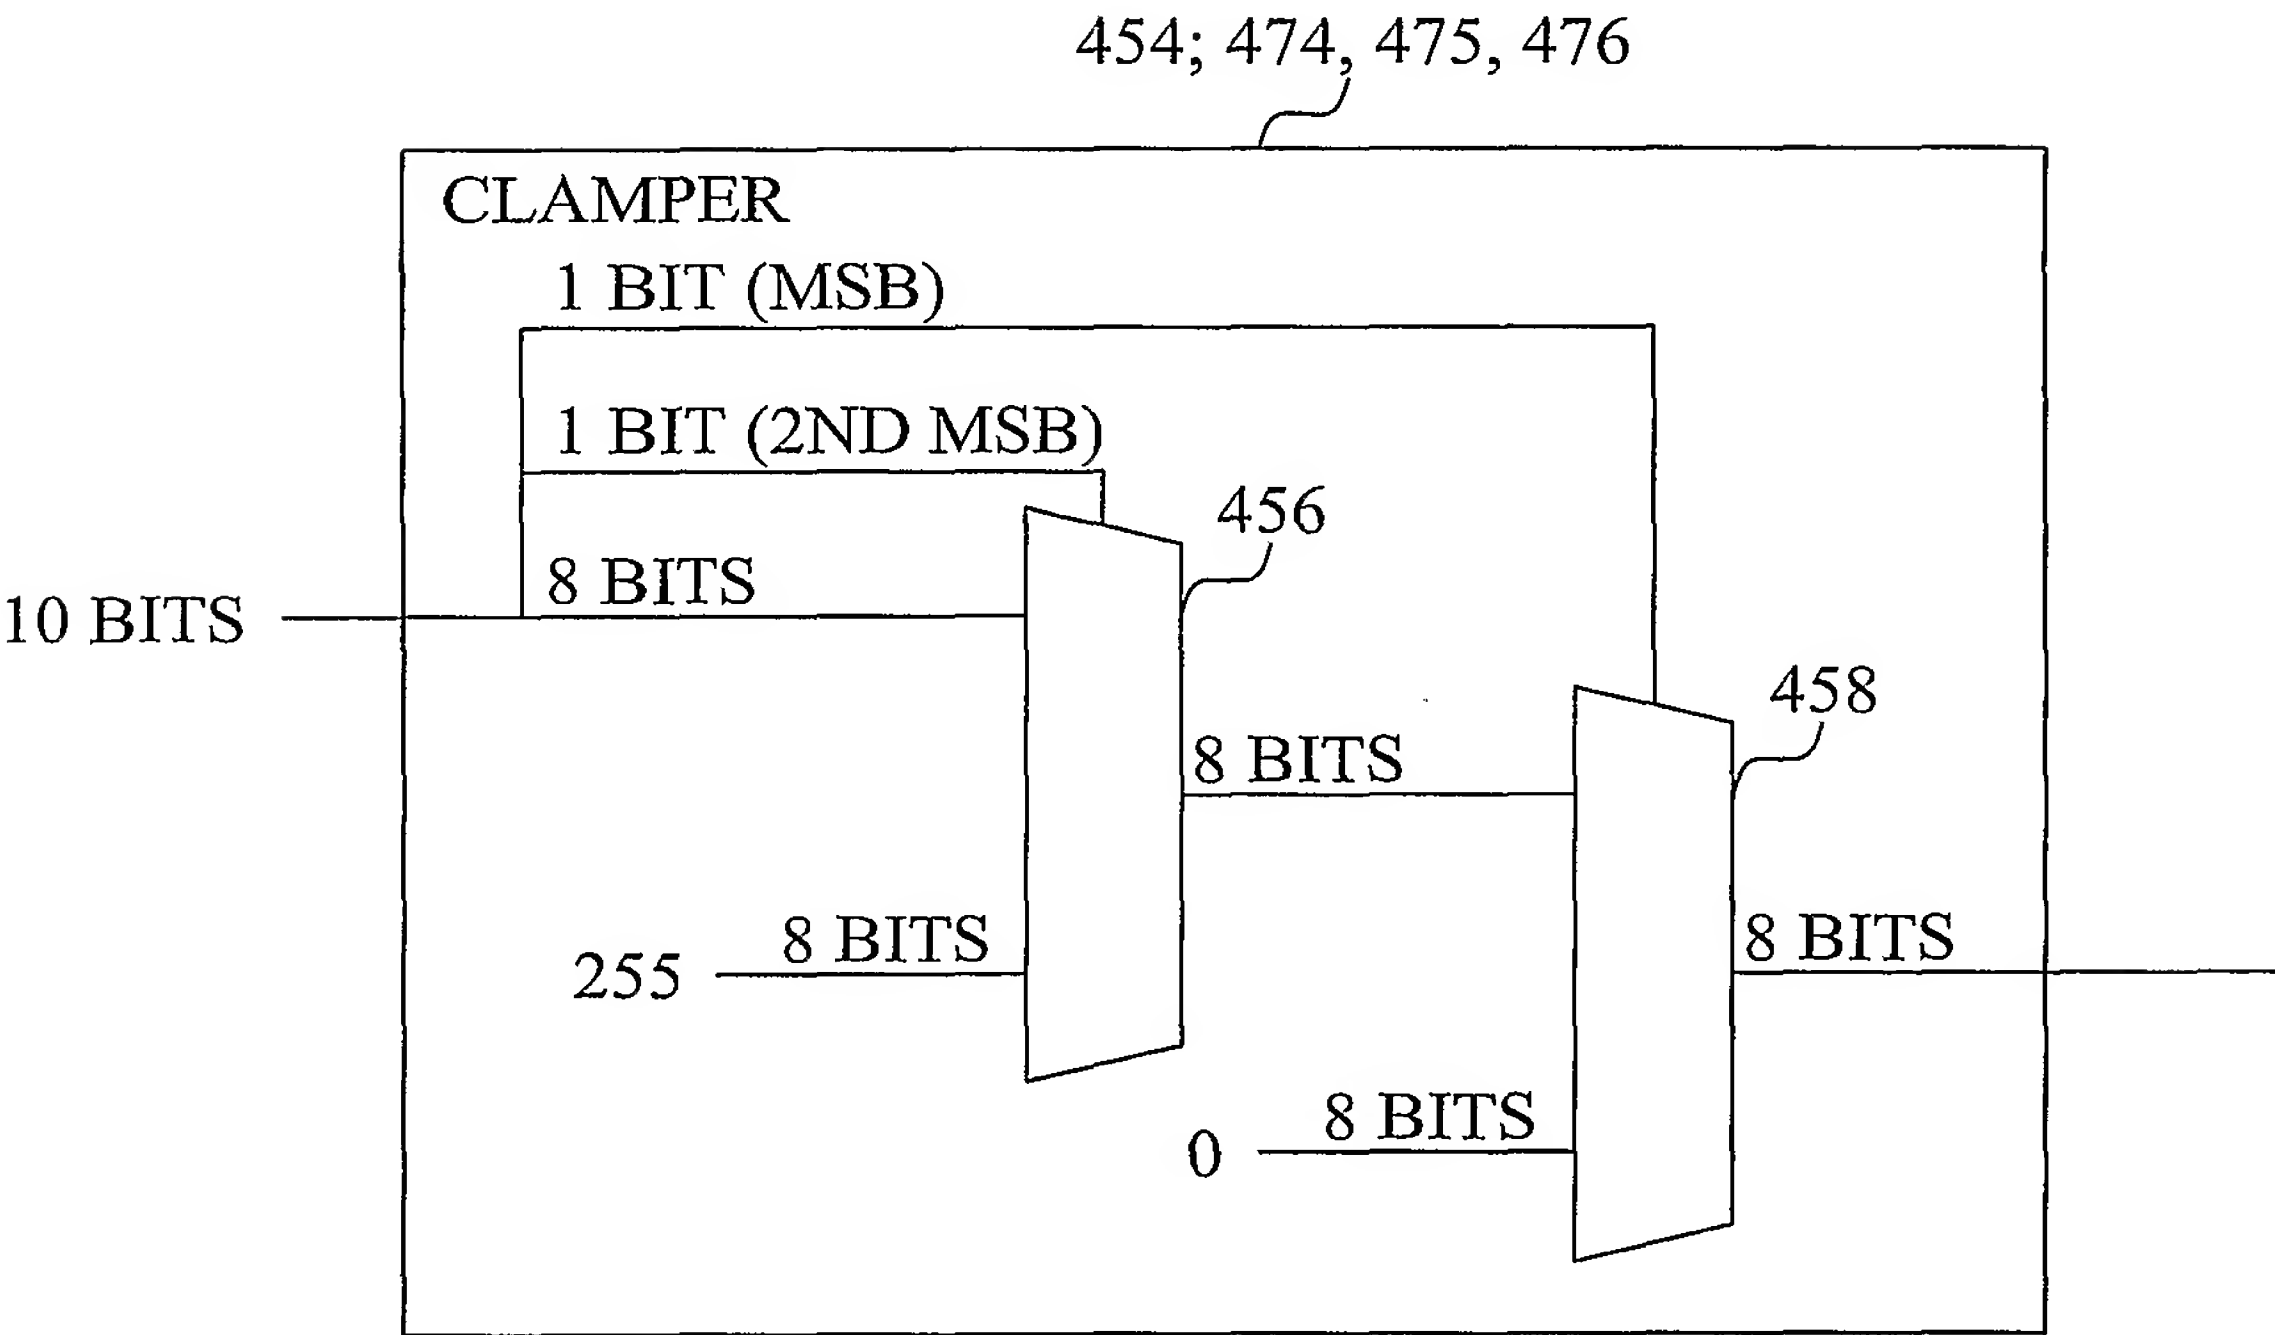 454; 474, 475, 476
CLAMPER
1 BIT (MSB)
1 BIT (2ND MSB)
456
8 BITS
10 BITS
458
8 BITS
8 BITS
255
8 BITS
8 BITS
0